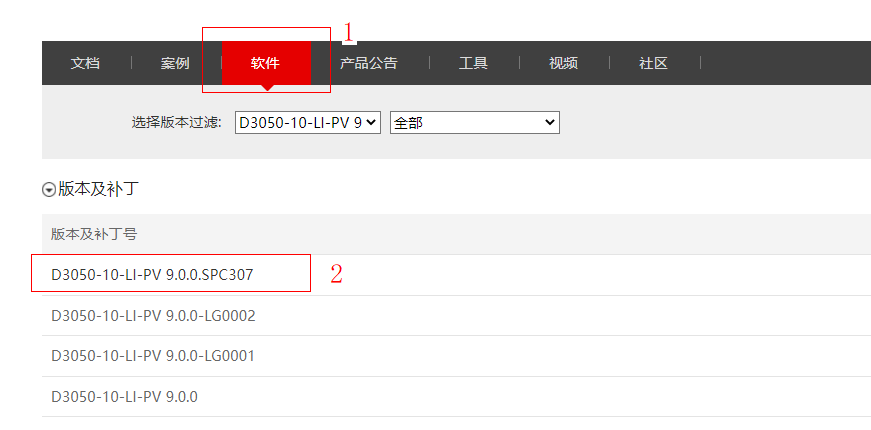 1
文档 案例 软件 产品公告 工具 视频 社区
选择版本过滤: D3050-10-LI-PV 9 全部
版本及补丁
版本及补丁号
D3050-10-LI-PV 9.0.0.SPC307 2
D3050-10-LI-PV 9.0.0-LG0002
D3050-10-LI-PV 9.0.0-LG0001
D3050-10-LI-PV 9.0.0